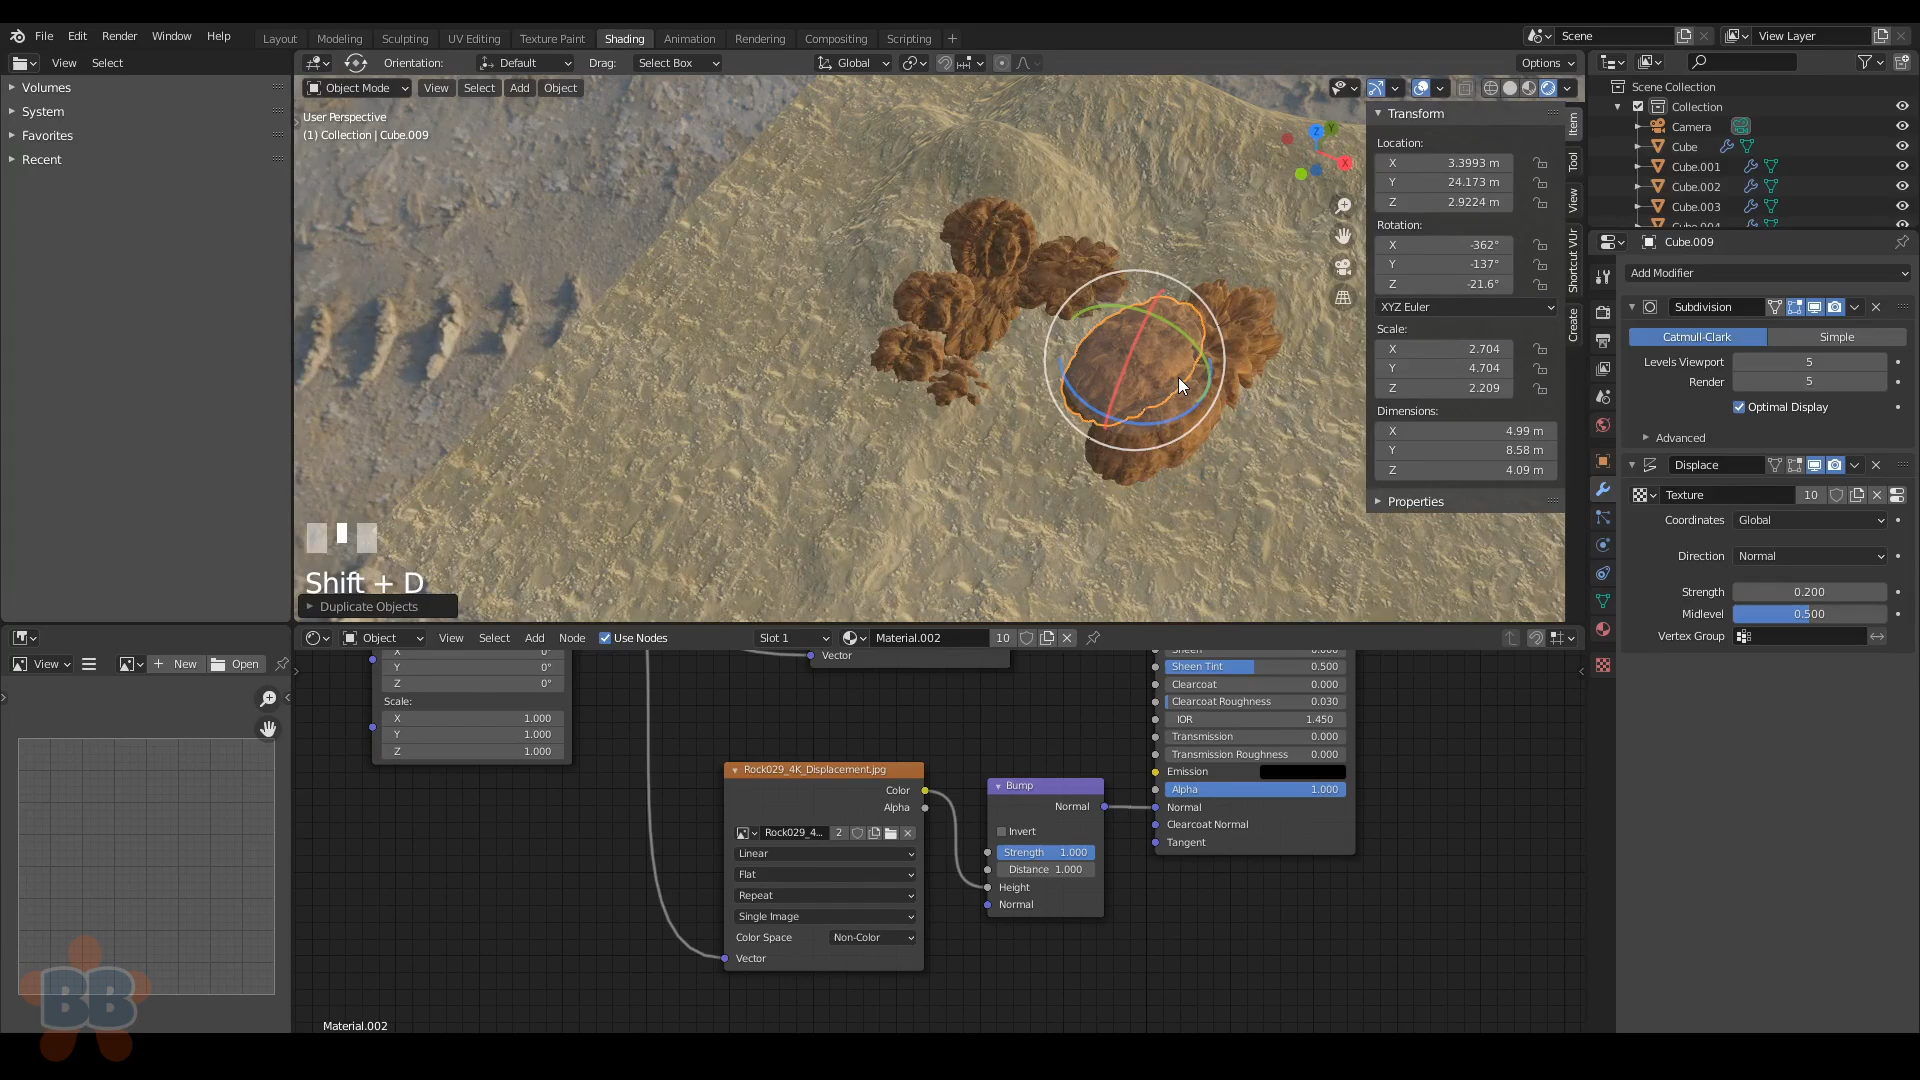 File Edit Render Window Help
Layout Modeling Sculpting UV Editing Texture Paint Shading Animation Rendering Compositing Scripting +
Scene View Layer
View Select
Orientation: Default Drag: Select Box Global Options
Volumes
System
Favorites
Recent
Object Mode View Select Add Object
User Perspective
(1) Collection | Cube.009
Z
Y
X
Shift + D
Duplicate Objects
Transform
Location:
X 3.3993 m
Y 24.173 m
Z 2.9224 m
Rotation:
X -362°
Y -137°
Z -21.6°
XYZ Euler
Scale:
X 2.704
Y 4.704
Z 2.209
Dimensions:
X 4.99 m
Y 8.58 m
Z 4.09 m
Properties
Item
Tool
View
Shortcut VUr
Create
Scene Collection
Collection
Camera
Cube
Cube.001
Cube.002
Cube.003
Cube.009
Add Modifier
Subdivision
Catmull-Clark Simple
Levels Viewport 5
Render 5
Optimal Display
Advanced
Displace
Texture 10
Coordinates Global
Direction Normal
Strength 0.200
Midlevel 0.500
Vertex Group
View New Open
Object View Select Add Node Use Nodes Slot 1 Material.002 10
X 0°
Y 0°
Z 0°
Scale:
X 1.000
Y 1.000
Z 1.000
Vector
Rock029_4K_Displacement.jpg
Color
Alpha
Rock029_4... 2
Linear
Flat
Repeat
Single Image
Color Space Non-Color
Vector
Bump
Normal
Invert
Strength 1.000
Distance 1.000
Height
Normal
Sheen Tint 0.500
Clearcoat 0.000
Clearcoat Roughness 0.030
IOR 1.450
Transmission 0.000
Transmission Roughness 0.000
Emission
Alpha 1.000
Normal
Clearcoat Normal
Tangent
Material.002
BB